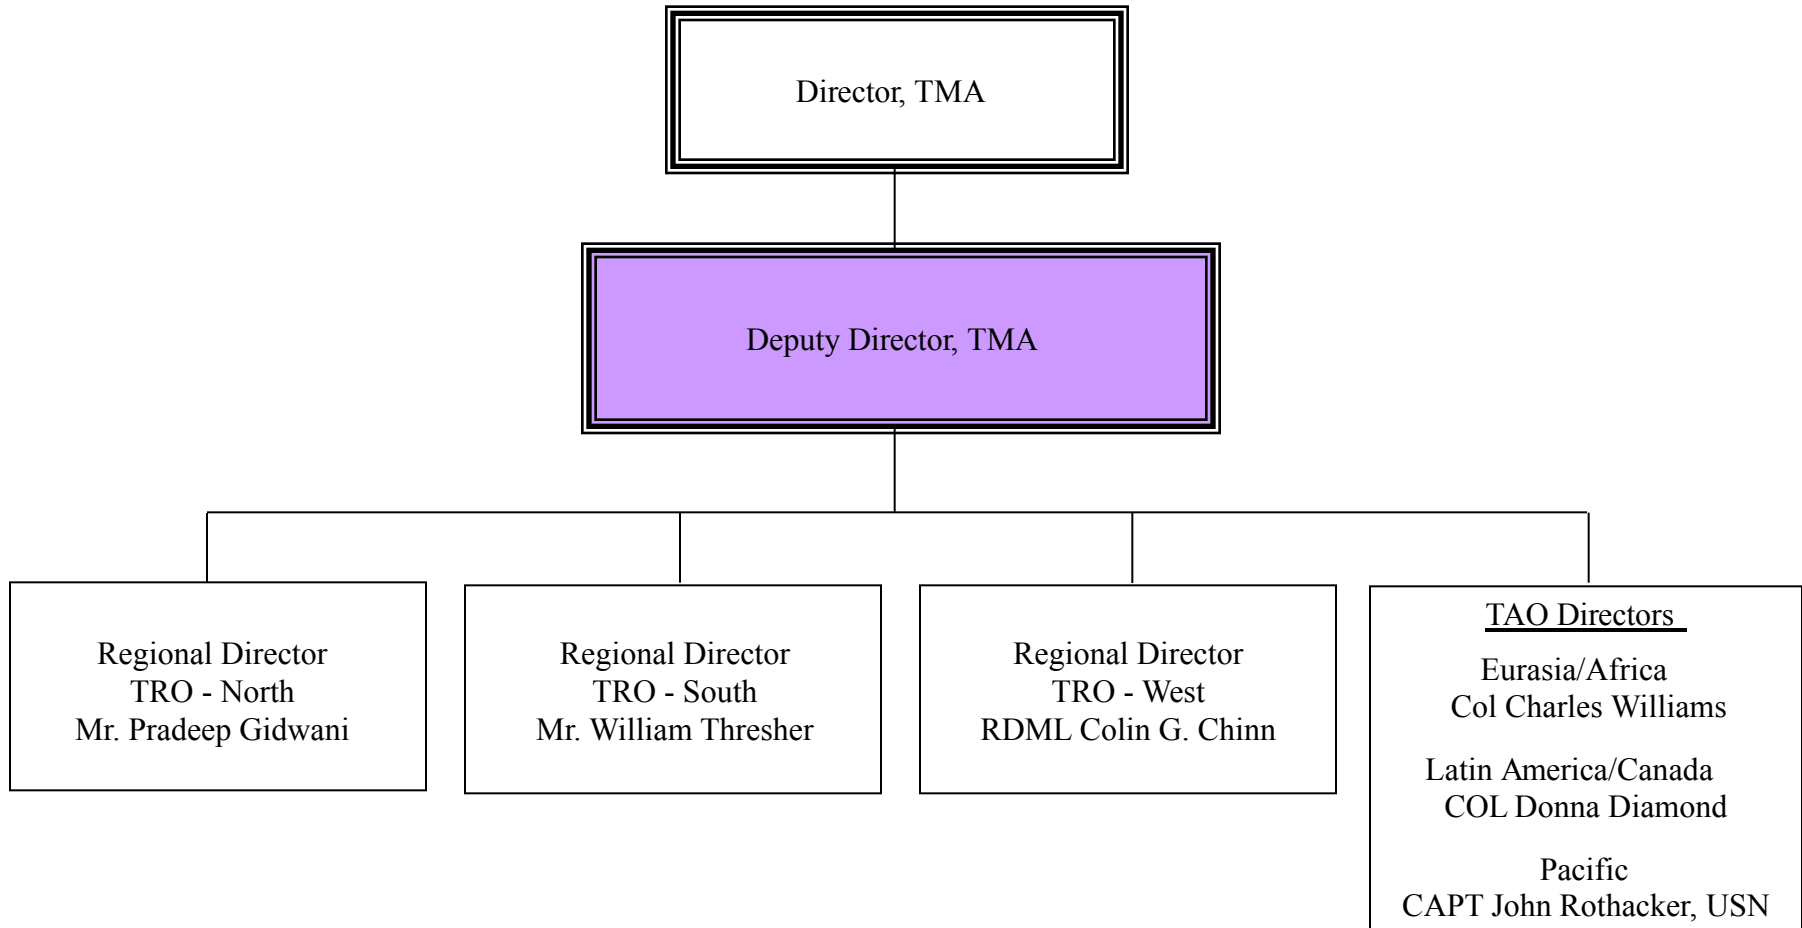 Director, TMA
Deputy Director, TMA
Regional Director
TRO - North
Mr. Pradeep Gidwani
Regional Director
TRO - South
Mr. William Thresher
Regional Director
TRO - West
RDML Colin G. Chinn
TAO Directors
Eurasia/Africa
Col Charles Williams
Latin America/Canada
COL Donna Diamond
Pacific
CAPT John Rothacker, USN